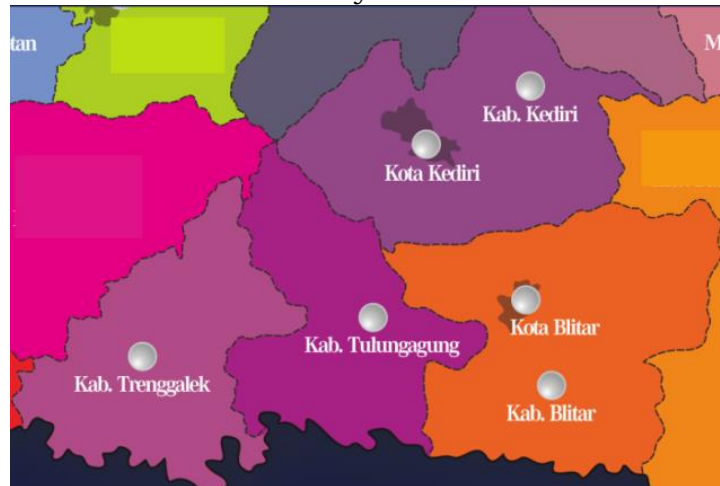 tan
M
Kab. Kediri
Kota Kediri
Kota Blitar
Kab. Tulungagung
Kab. Trenggalek
Kab. Blitar